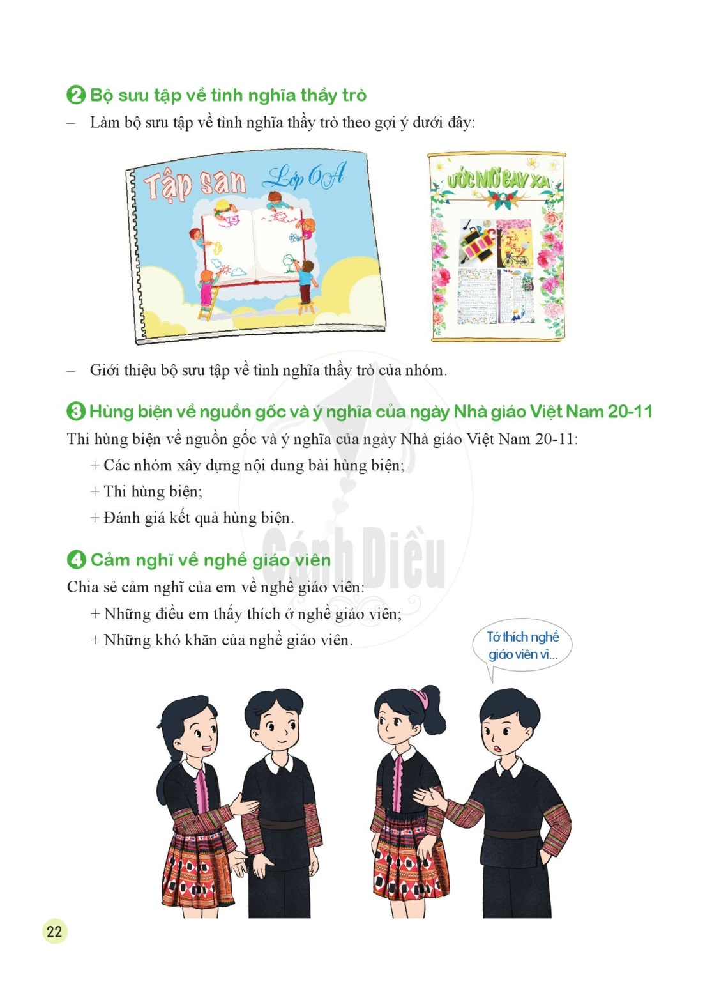 2 Bộ sưu tập về tình nghĩa thầy trò
– Làm bộ sưu tập về tình nghĩa thầy trò theo gợi ý dưới đây:
Tập san Lớp 6A
ƯỚC MƠ BAY XA
– Giới thiệu bộ sưu tập về tình nghĩa thầy trò của nhóm.
3 Hùng biện về nguồn gốc và ý nghĩa của ngày Nhà giáo Việt Nam 20-11
Thi hùng biện về nguồn gốc và ý nghĩa của ngày Nhà giáo Việt Nam 20-11:
+ Các nhóm xây dựng nội dung bài hùng biện;
+ Thi hùng biện;
+ Đánh giá kết quả hùng biện.
Cánh Diều
4 Cảm nghĩ về nghề giáo viên
Chia sẻ cảm nghĩ của em về nghề giáo viên:
+ Những điều em thấy thích ở nghề giáo viên;
+ Những khó khăn của nghề giáo viên.
Tớ thích nghề
giáo viên vì...
22